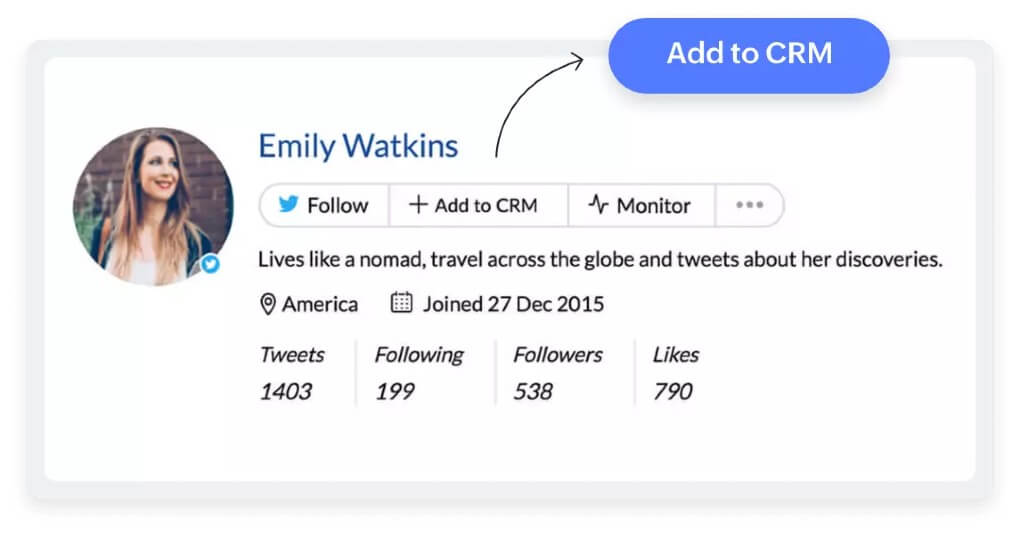 Add to CRM
Emily Watkins
Follow + Add to CRM Monitor •••
Lives like a nomad, travel across the globe and tweets about her discoveries.
America Joined 27 Dec 2015
Tweets Following Followers Likes
1403 199 538 790